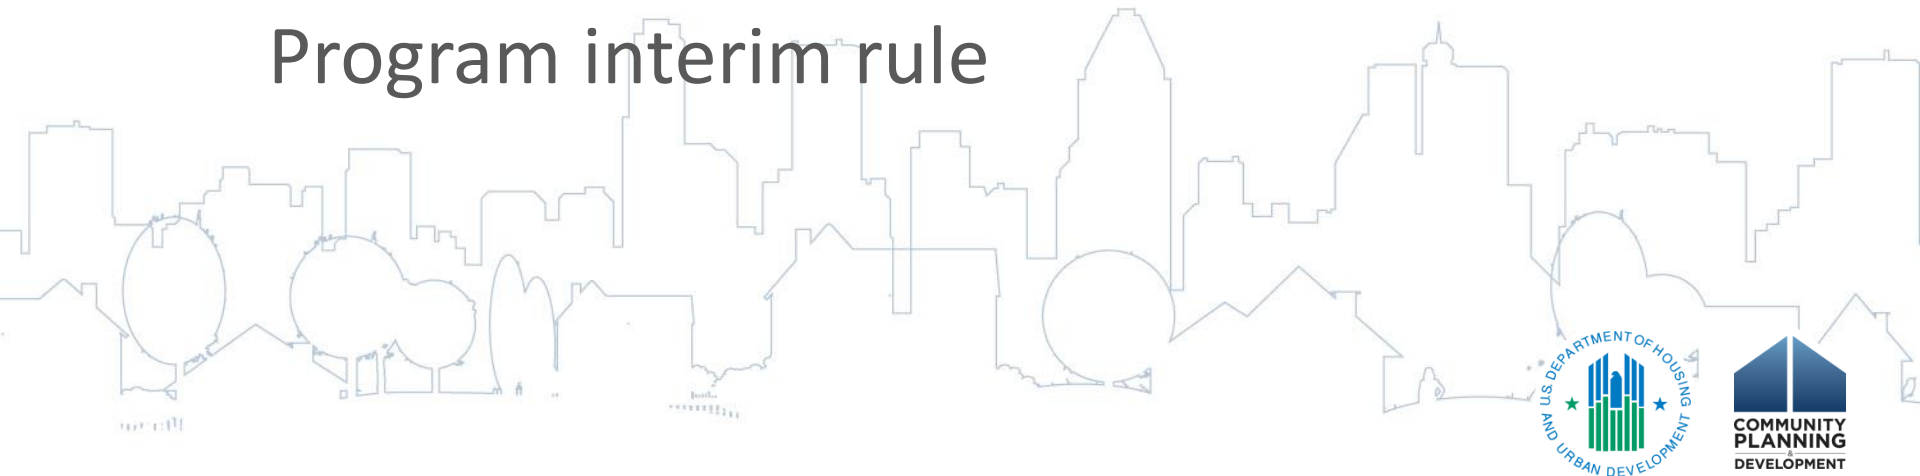 Program interim rule
U.S. DEPARTMENT OF HOUSING
AND URBAN DEVELOPMENT
COMMUNITY
PLANNING
&
DEVELOPMENT